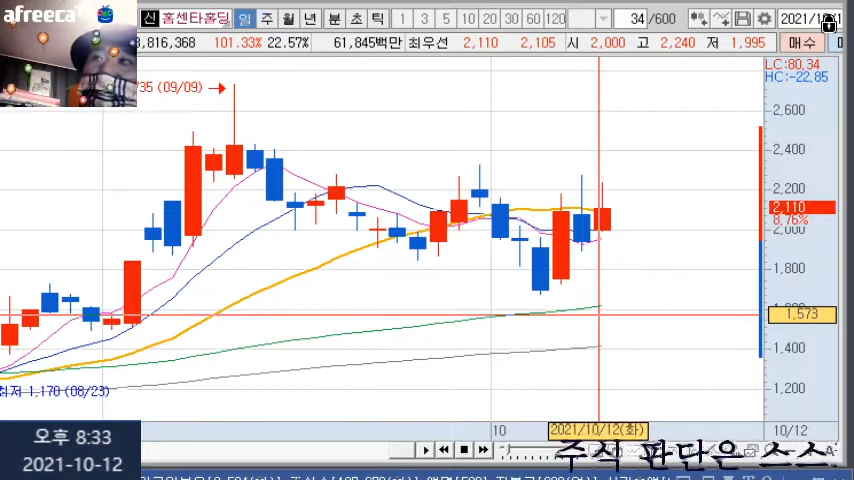 afreeca
신 홈센타홀딩 일 주 월 년 분 초 틱 1 3 5 10 20 30 60 120 34 /600 2021/10/1
816,368 101.33% 22.57% 61,845백만 최우선 2,110 2,105 시 2,000 고 2,240 저 1,995 매수
35 (09/09)
LC:80,34
HC:-22,85
2,600
2,400
2,200
2,110
8,76%
2,000
1,800
1,573
1,400
1,200
최저 1,170 (08/23)
10 2021/10/12(화) 10/12
오후 8:33
2021-10-12
주식 판단은 스스